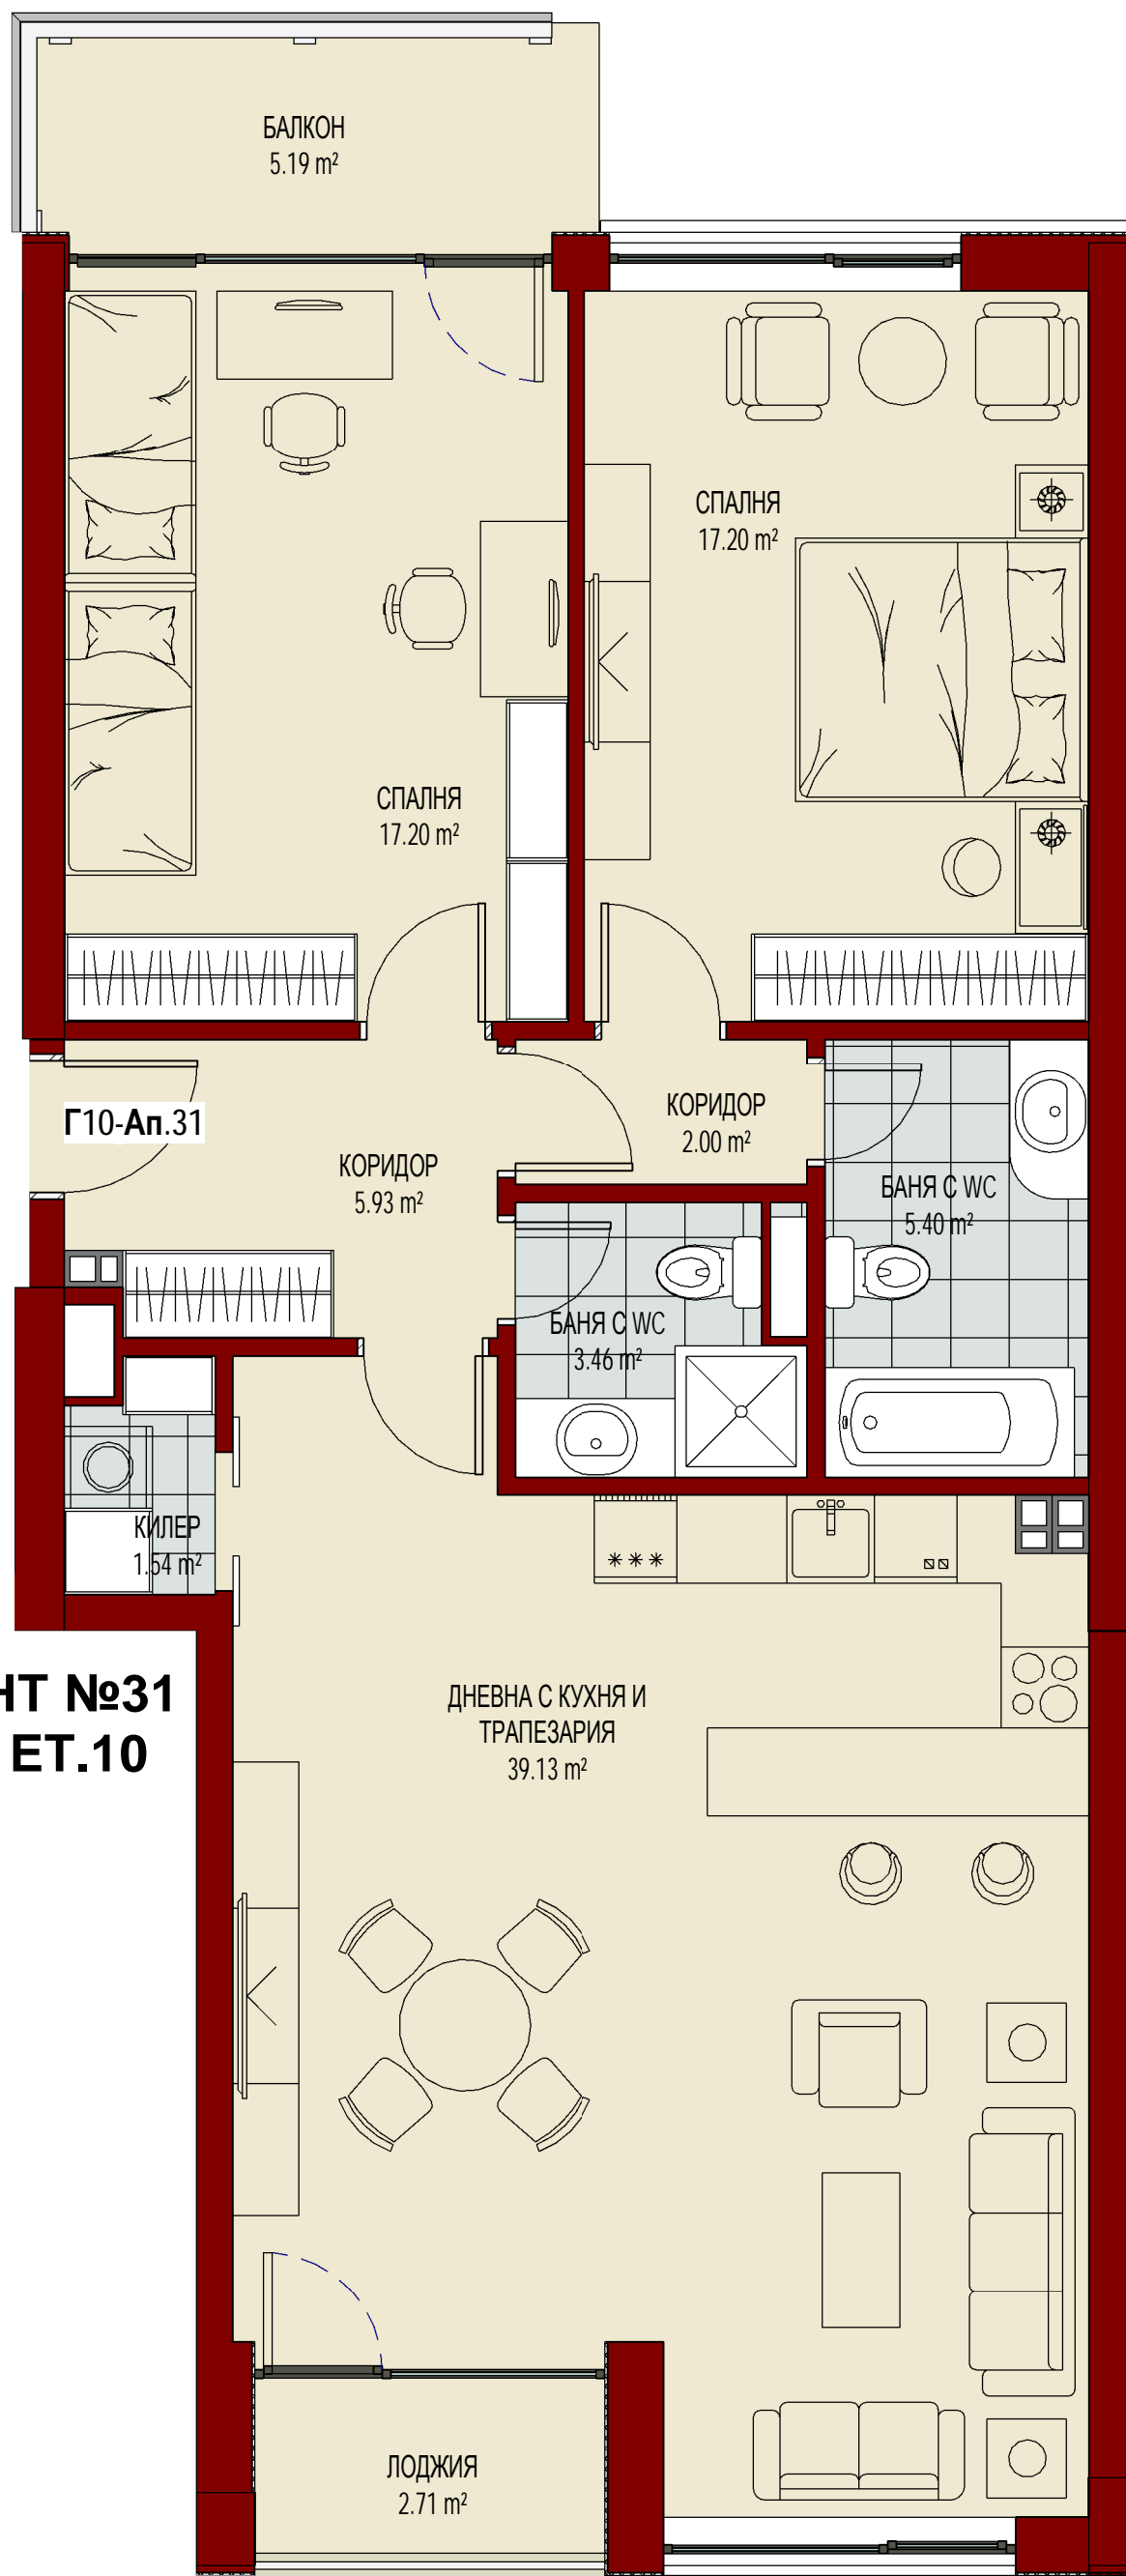 БАЛКОН
5.19 m²
СПАЛНЯ
17.20 m²
СПАЛНЯ
17.20 m²
Г10-Ап.31
КОРИДОР
2.00 m²
КОРИДОР
5.93 m²
БАНЯ С WC
5.40 m²
БАНЯ С WC
3.46 m²
КИЛЕР
1.54 m²
НТ №31
ЕТ.10
ДНЕВНА С КУХНЯ И
ТРАПЕЗАРИЯ
39.13 m²
ЛОДЖИЯ
2.71 m²